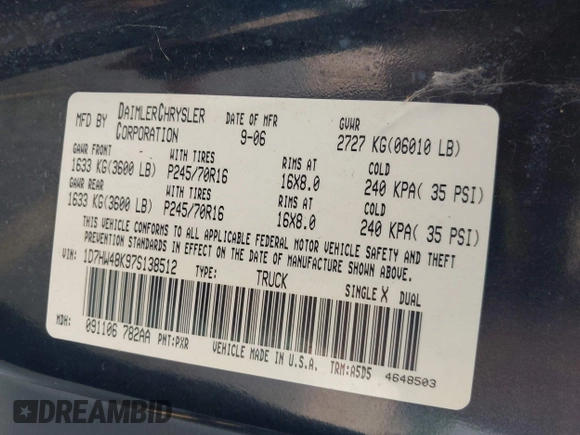 MFD BY DAIMLERCHRYSLER CORPORATION DATE OF MFR 9-06 GVWR 2727 KG(06010 LB)
GAWR FRONT WITH TIRES RIMS AT COLD
1633 KG(3600 LB) P245/70R16 16X8.0 240 KPA( 35 PSI)
GAWR REAR WITH TIRES RIMS AT COLD
1633 KG(3600 LB) P245/70R16 16X8.0 240 KPA( 35 PSI)
THIS VEHICLE CONFORMS TO ALL APPLICABLE FEDERAL MOTOR VEHICLE SAFETY AND THEFT
PREVENTION STANDARDS IN EFFECT ON THE DATE OF MANUFACTURE SHOWN ABOVE.
VIN: 1D7HW48K97S138512 TYPE: TRUCK SINGLE X DUAL
MDH: 091106 782AA PNT:PXR VEHICLE MADE IN U.S.A. TRM:A5D5 4648503
DREAMBID